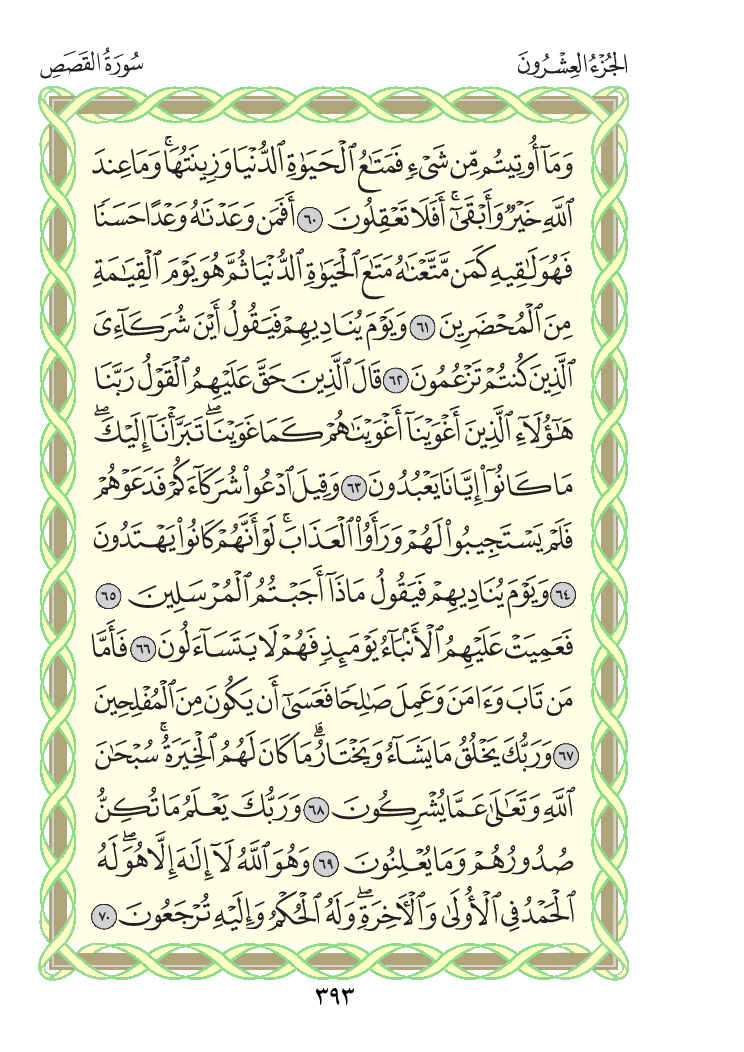 الجُزْءُ العِشْرُونَ
سُورَةُ القَصَصِ
وَمَآ أُوتِيتُم مِّن شَىْءٍ فَمَتَٰعُ ٱلْحَيَوٰةِ ٱلدُّنْيَا وَزِينَتُهَا ۚ وَمَا عِندَ
ٱللَّهِ خَيْرٌ وَأَبْقَىٰٓ ۚ أَفَلَا تَعْقِلُونَ ٦٠ أَفَمَن وَعَدْنَٰهُ وَعْدًا حَسَنًا
فَهُوَ لَٰقِيهِ كَمَن مَّتَّعْنَٰهُ مَتَٰعَ ٱلْحَيَوٰةِ ٱلدُّنْيَا ثُمَّ هُوَ يَوْمَ ٱلْقِيَٰمَةِ
مِنَ ٱلْمُحْضَرِينَ ٦١ وَيَوْمَ يُنَادِيهِمْ فَيَقُولُ أَيْنَ شُرَكَآءِىَ
ٱلَّذِينَ كُنتُمْ تَزْعُمُونَ ٦٢ قَالَ ٱلَّذِينَ حَقَّ عَلَيْهِمُ ٱلْقَوْلُ رَبَّنَا
هَٰٓؤُلَآءِ ٱلَّذِينَ أَغْوَيْنَآ أَغْوَيْنَٰهُمْ كَمَا غَوَيْنَا ۖ تَبَرَّأْنَآ إِلَيْكَ ۖ
مَا كَانُوٓا۟ إِيَّانَا يَعْبُدُونَ ٦٣ وَقِيلَ ٱدْعُوا۟ شُرَكَآءَكُمْ فَدَعَوْهُمْ
فَلَمْ يَسْتَجِيبُوا۟ لَهُمْ وَرَأَوُا۟ ٱلْعَذَابَ ۚ لَوْ أَنَّهُمْ كَانُوا۟ يَهْتَدُونَ
٦٤ وَيَوْمَ يُنَادِيهِمْ فَيَقُولُ مَاذَآ أَجَبْتُمُ ٱلْمُرْسَلِينَ ٦٥
فَعَمِيَتْ عَلَيْهِمُ ٱلْأَنۢبَآءُ يَوْمَئِذٍ فَهُمْ لَا يَتَسَآءَلُونَ ٦٦ فَأَمَّا
مَن تَابَ وَءَامَنَ وَعَمِلَ صَٰلِحًا فَعَسَىٰٓ أَن يَكُونَ مِنَ ٱلْمُفْلِحِينَ
٦٧ وَرَبُّكَ يَخْلُقُ مَا يَشَآءُ وَيَخْتَارُ ۗ مَا كَانَ لَهُمُ ٱلْخِيَرَةُ ۚ سُبْحَٰنَ
ٱللَّهِ وَتَعَٰلَىٰ عَمَّا يُشْرِكُونَ ٦٨ وَرَبُّكَ يَعْلَمُ مَا تُكِنُّ
صُدُورُهُمْ وَمَا يُعْلِنُونَ ٦٩ وَهُوَ ٱللَّهُ لَآ إِلَٰهَ إِلَّا هُوَ ۖ لَهُ
ٱلْحَمْدُ فِى ٱلْأُولَىٰ وَٱلْءَاخِرَةِ ۖ وَلَهُ ٱلْحُكْمُ وَإِلَيْهِ تُرْجَعُونَ ٧٠
٣٩٣